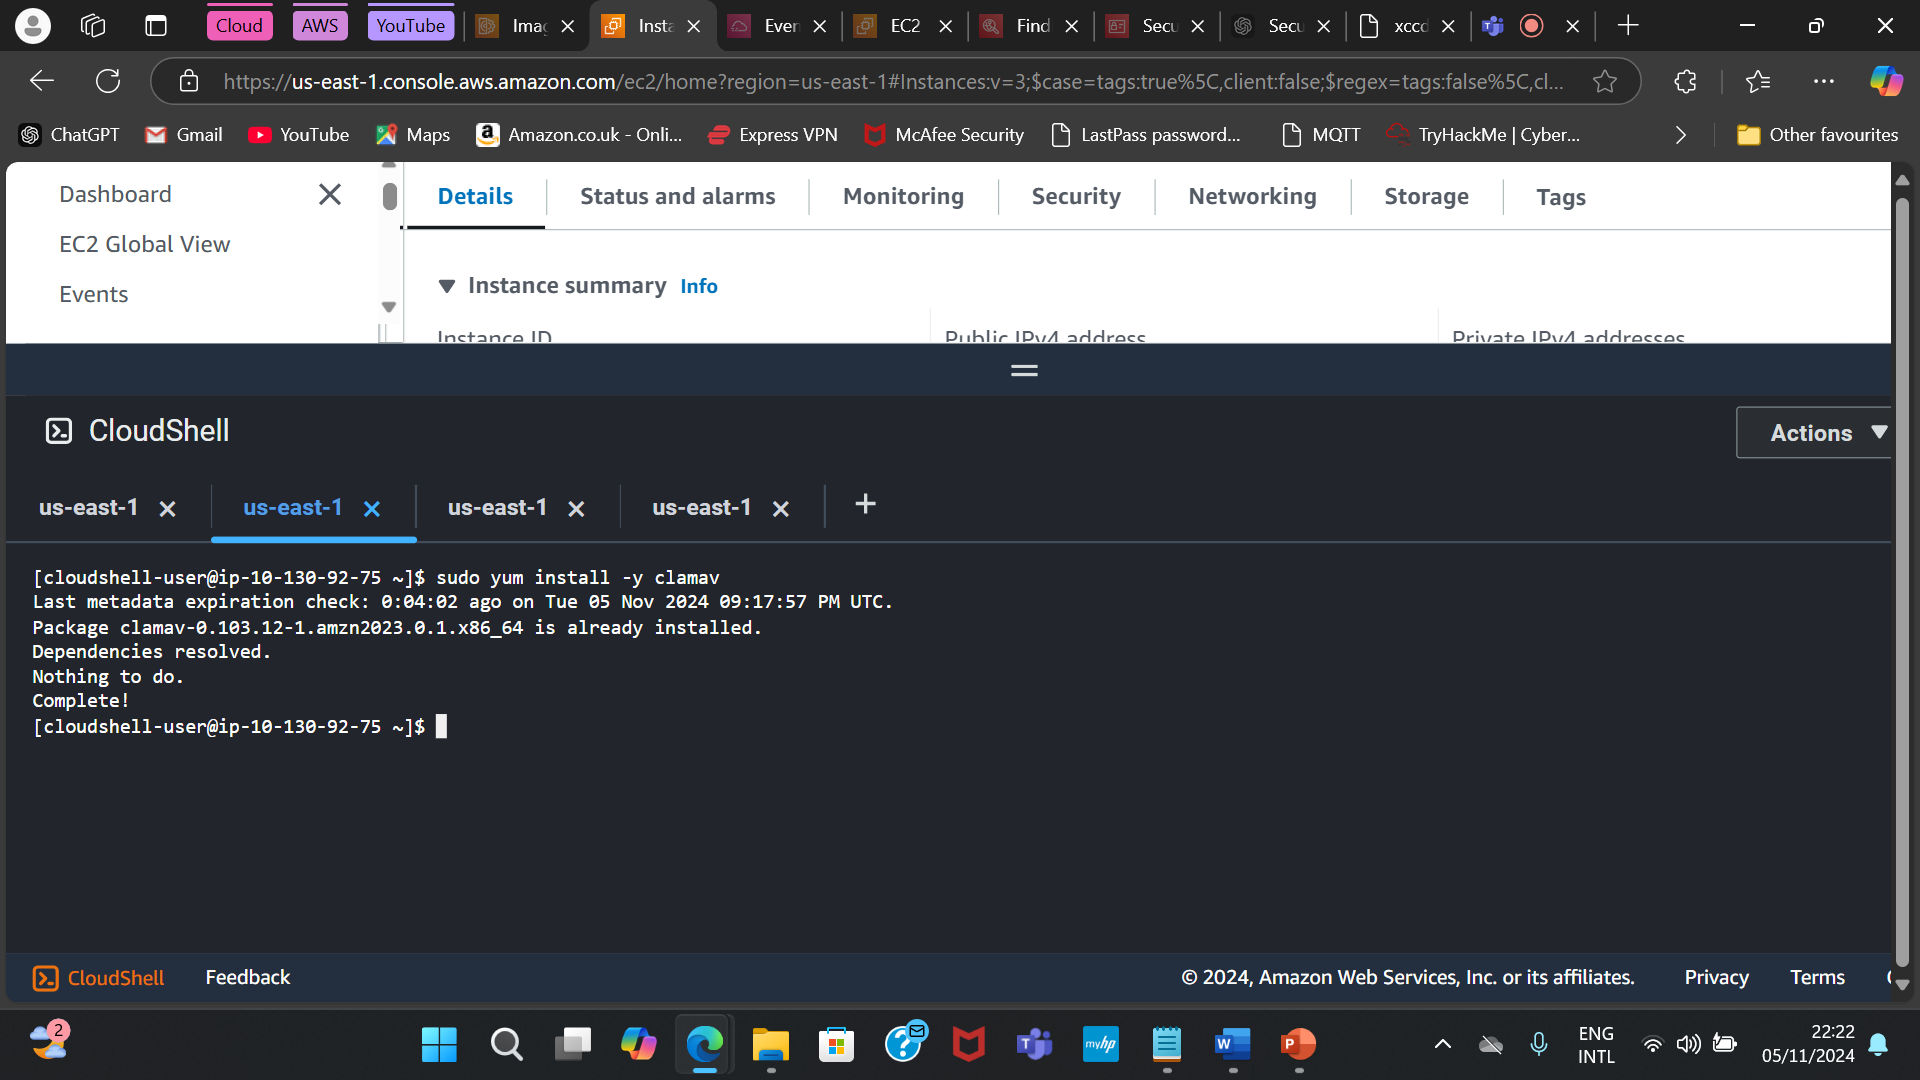 Cloud
AWS
YouTube
Ima
Insta
Even
EC2
Find
Secu
Secu
xccd
https://us-east-1.console.aws.amazon.com/ec2/home?region=us-east-1#Instances:v=3;$case=tags:true%5C,client:false;$regex=tags:false%5C,cl...
ChatGPT
Gmail
YouTube
Maps
Amazon.co.uk - Onli...
Express VPN
McAfee Security
LastPass password...
MQTT
TryHackMe | Cyber...
Other favourites
Dashboard
EC2 Global View
Events
Details
Status and alarms
Monitoring
Security
Networking
Storage
Tags
Instance summary Info
Instance ID
Public IPv4 address
Private IPv4 addresses
CloudShell
Actions
us-east-1
us-east-1
us-east-1
us-east-1
[cloudshell-user@ip-10-130-92-75 ~]$ sudo yum install -y clamav
Last metadata expiration check: 0:04:02 ago on Tue 05 Nov 2024 09:17:57 PM UTC.
Package clamav-0.103.12-1.amzn2023.0.1.x86_64 is already installed.
Dependencies resolved.
Nothing to do.
Complete!
[cloudshell-user@ip-10-130-92-75 ~]$
CloudShell
Feedback
© 2024, Amazon Web Services, Inc. or its affiliates.
Privacy
Terms
2
myhp
ENG
INTL
22:22
05/11/2024